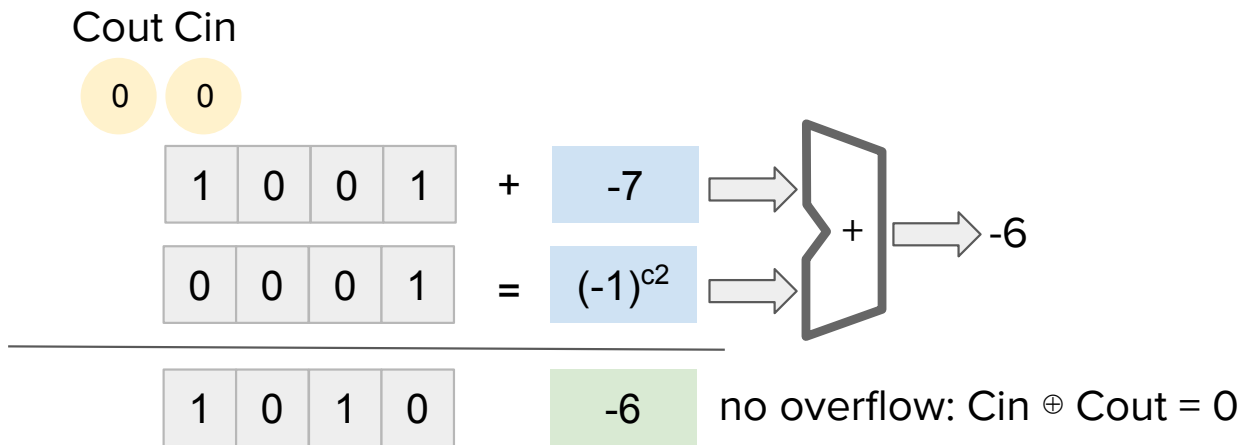 Cout Cin
0 0
1 0 0 1 + -7
+ -6
0 0 0 1 = (-1)^c2
1 0 1 0 -6 no overflow: Cin ⊕ Cout = 0